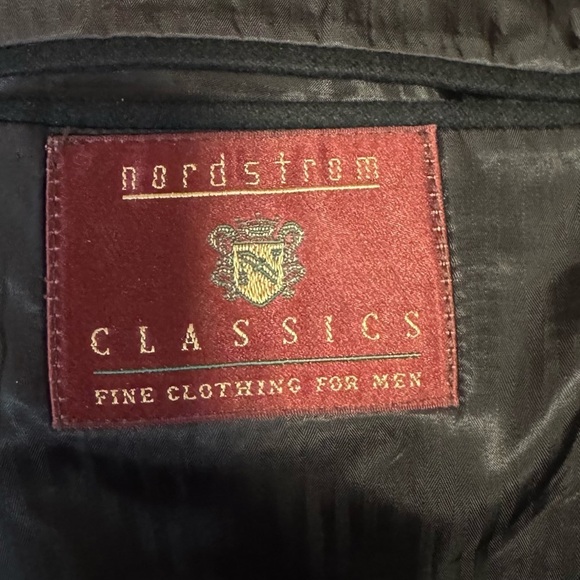 nordstrom
CLASSICS
FINE CLOTHING FOR MEN